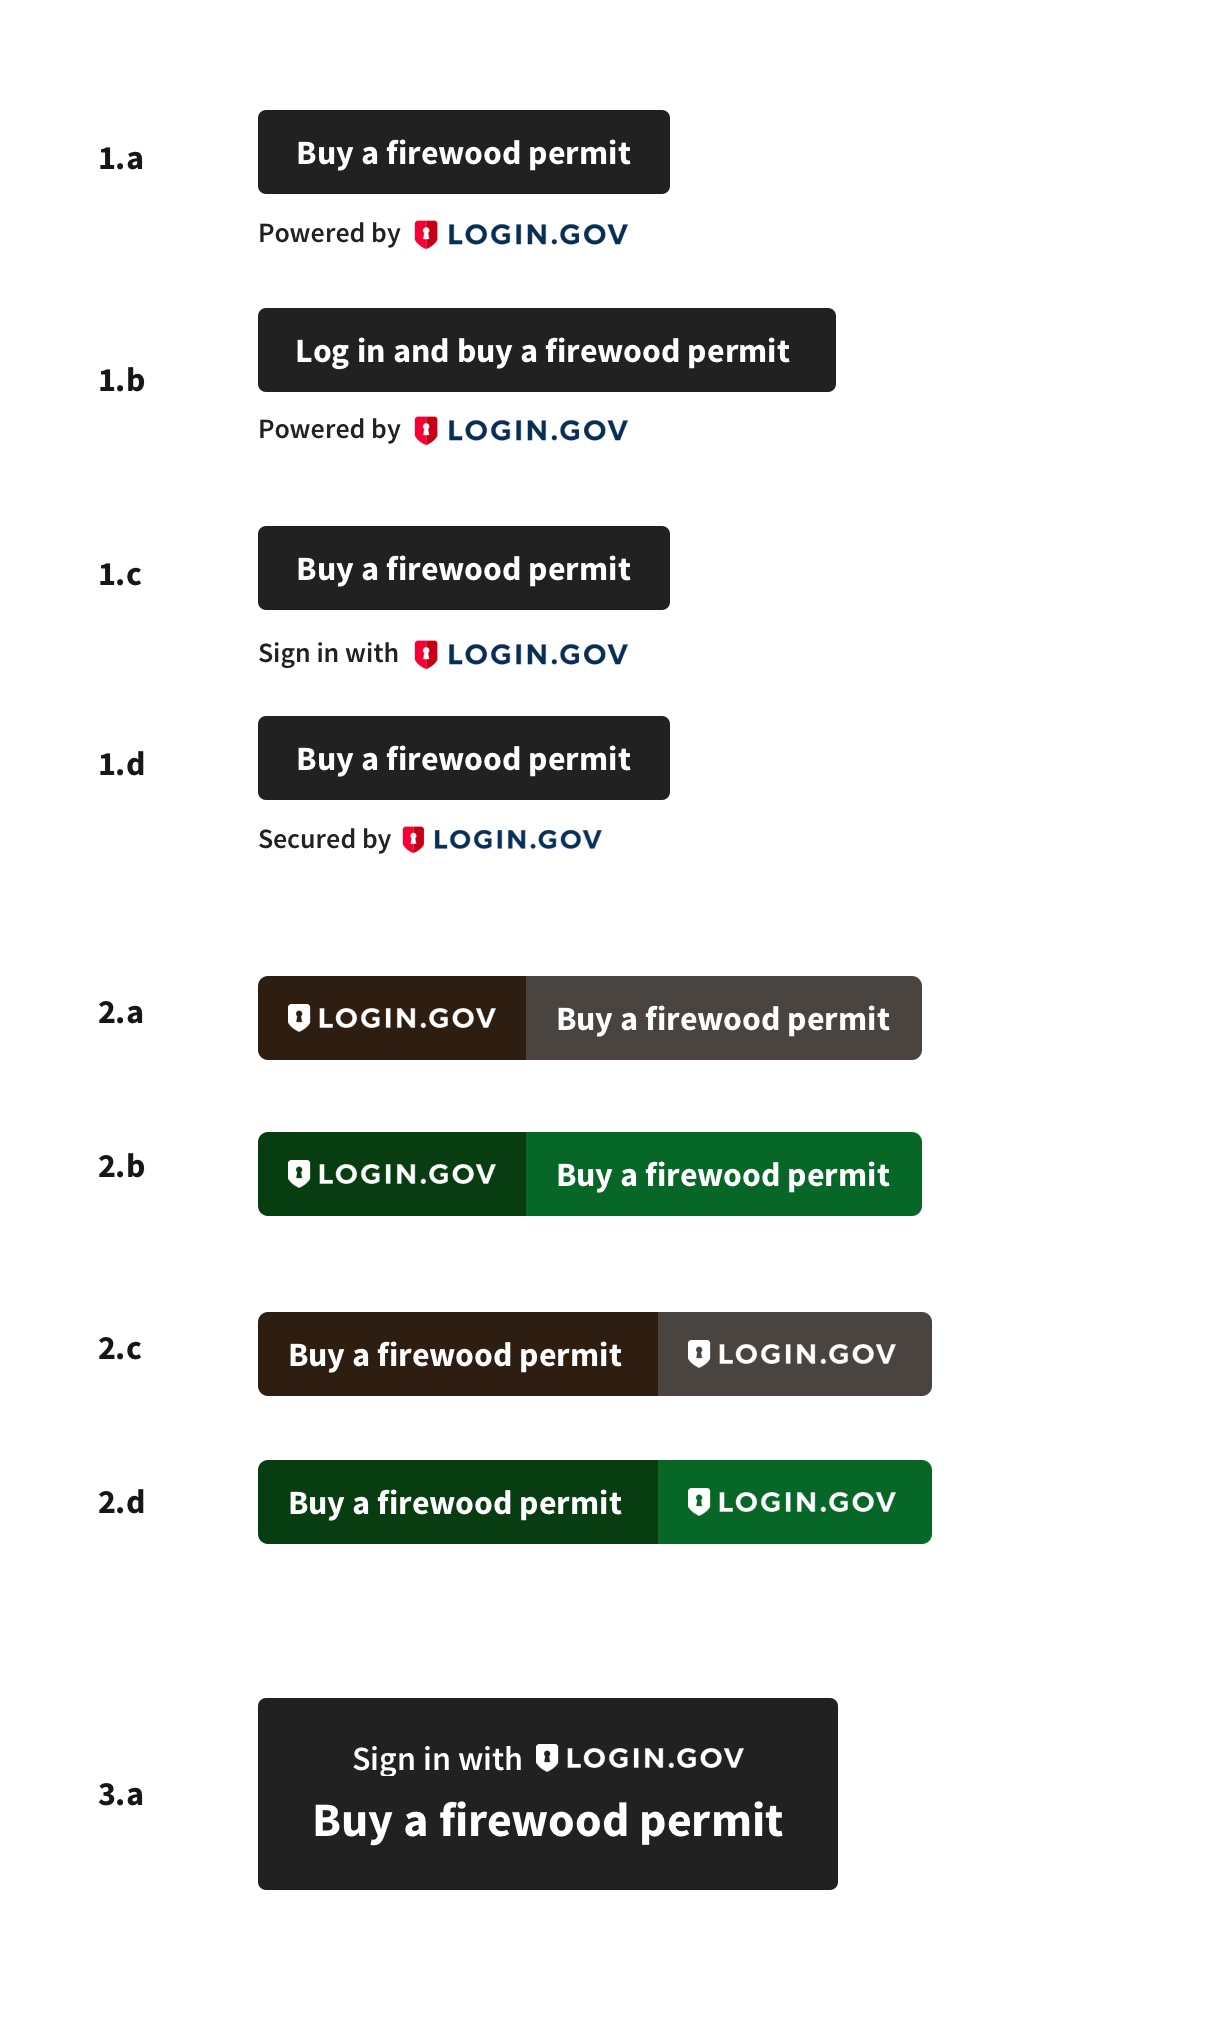 1.a
Buy a firewood permit
Powered by LOGIN.GOV
1.b
Log in and buy a firewood permit
Powered by LOGIN.GOV
1.c
Buy a firewood permit
Sign in with LOGIN.GOV
1.d
Buy a firewood permit
Secured by LOGIN.GOV
2.a
LOGIN.GOV Buy a firewood permit
2.b
LOGIN.GOV Buy a firewood permit
2.c
Buy a firewood permit LOGIN.GOV
2.d
Buy a firewood permit LOGIN.GOV
3.a
Sign in with LOGIN.GOV
Buy a firewood permit